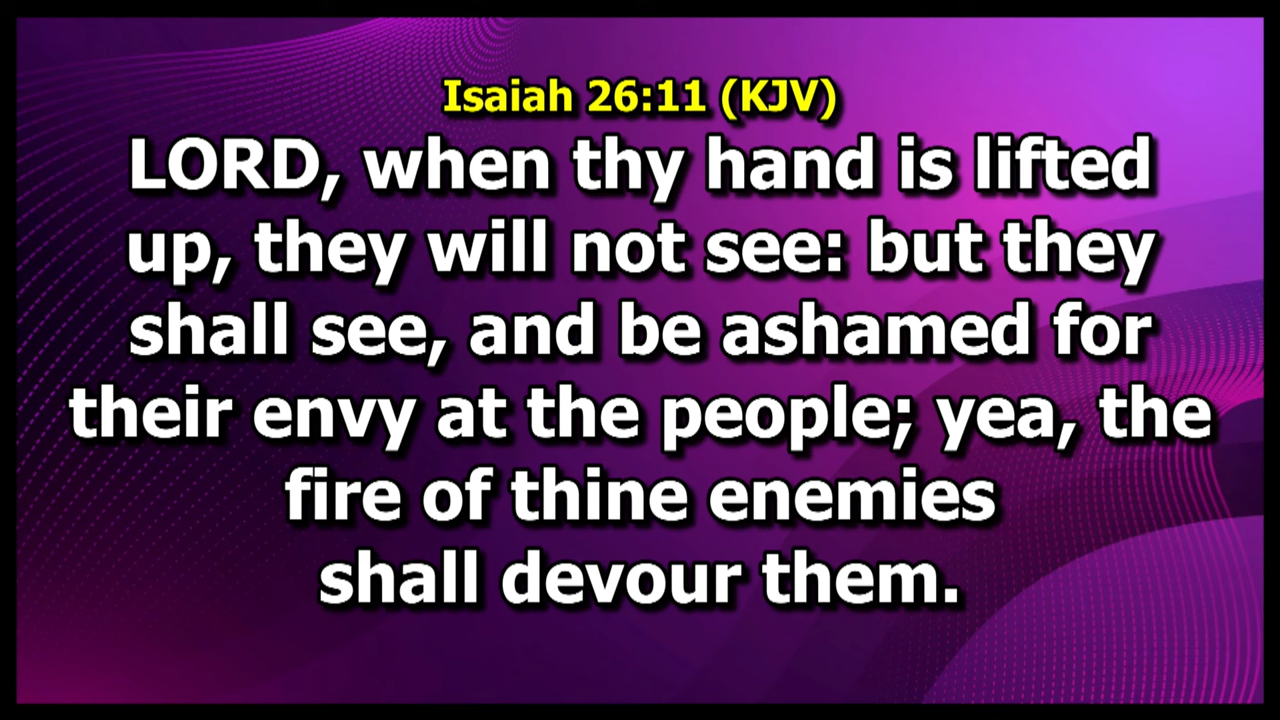 Isaiah 26:11 (KJV)
LORD, when thy hand is lifted
up, they will not see: but they
shall see, and be ashamed for
their envy at the people; yea, the
fire of thine enemies
shall devour them.